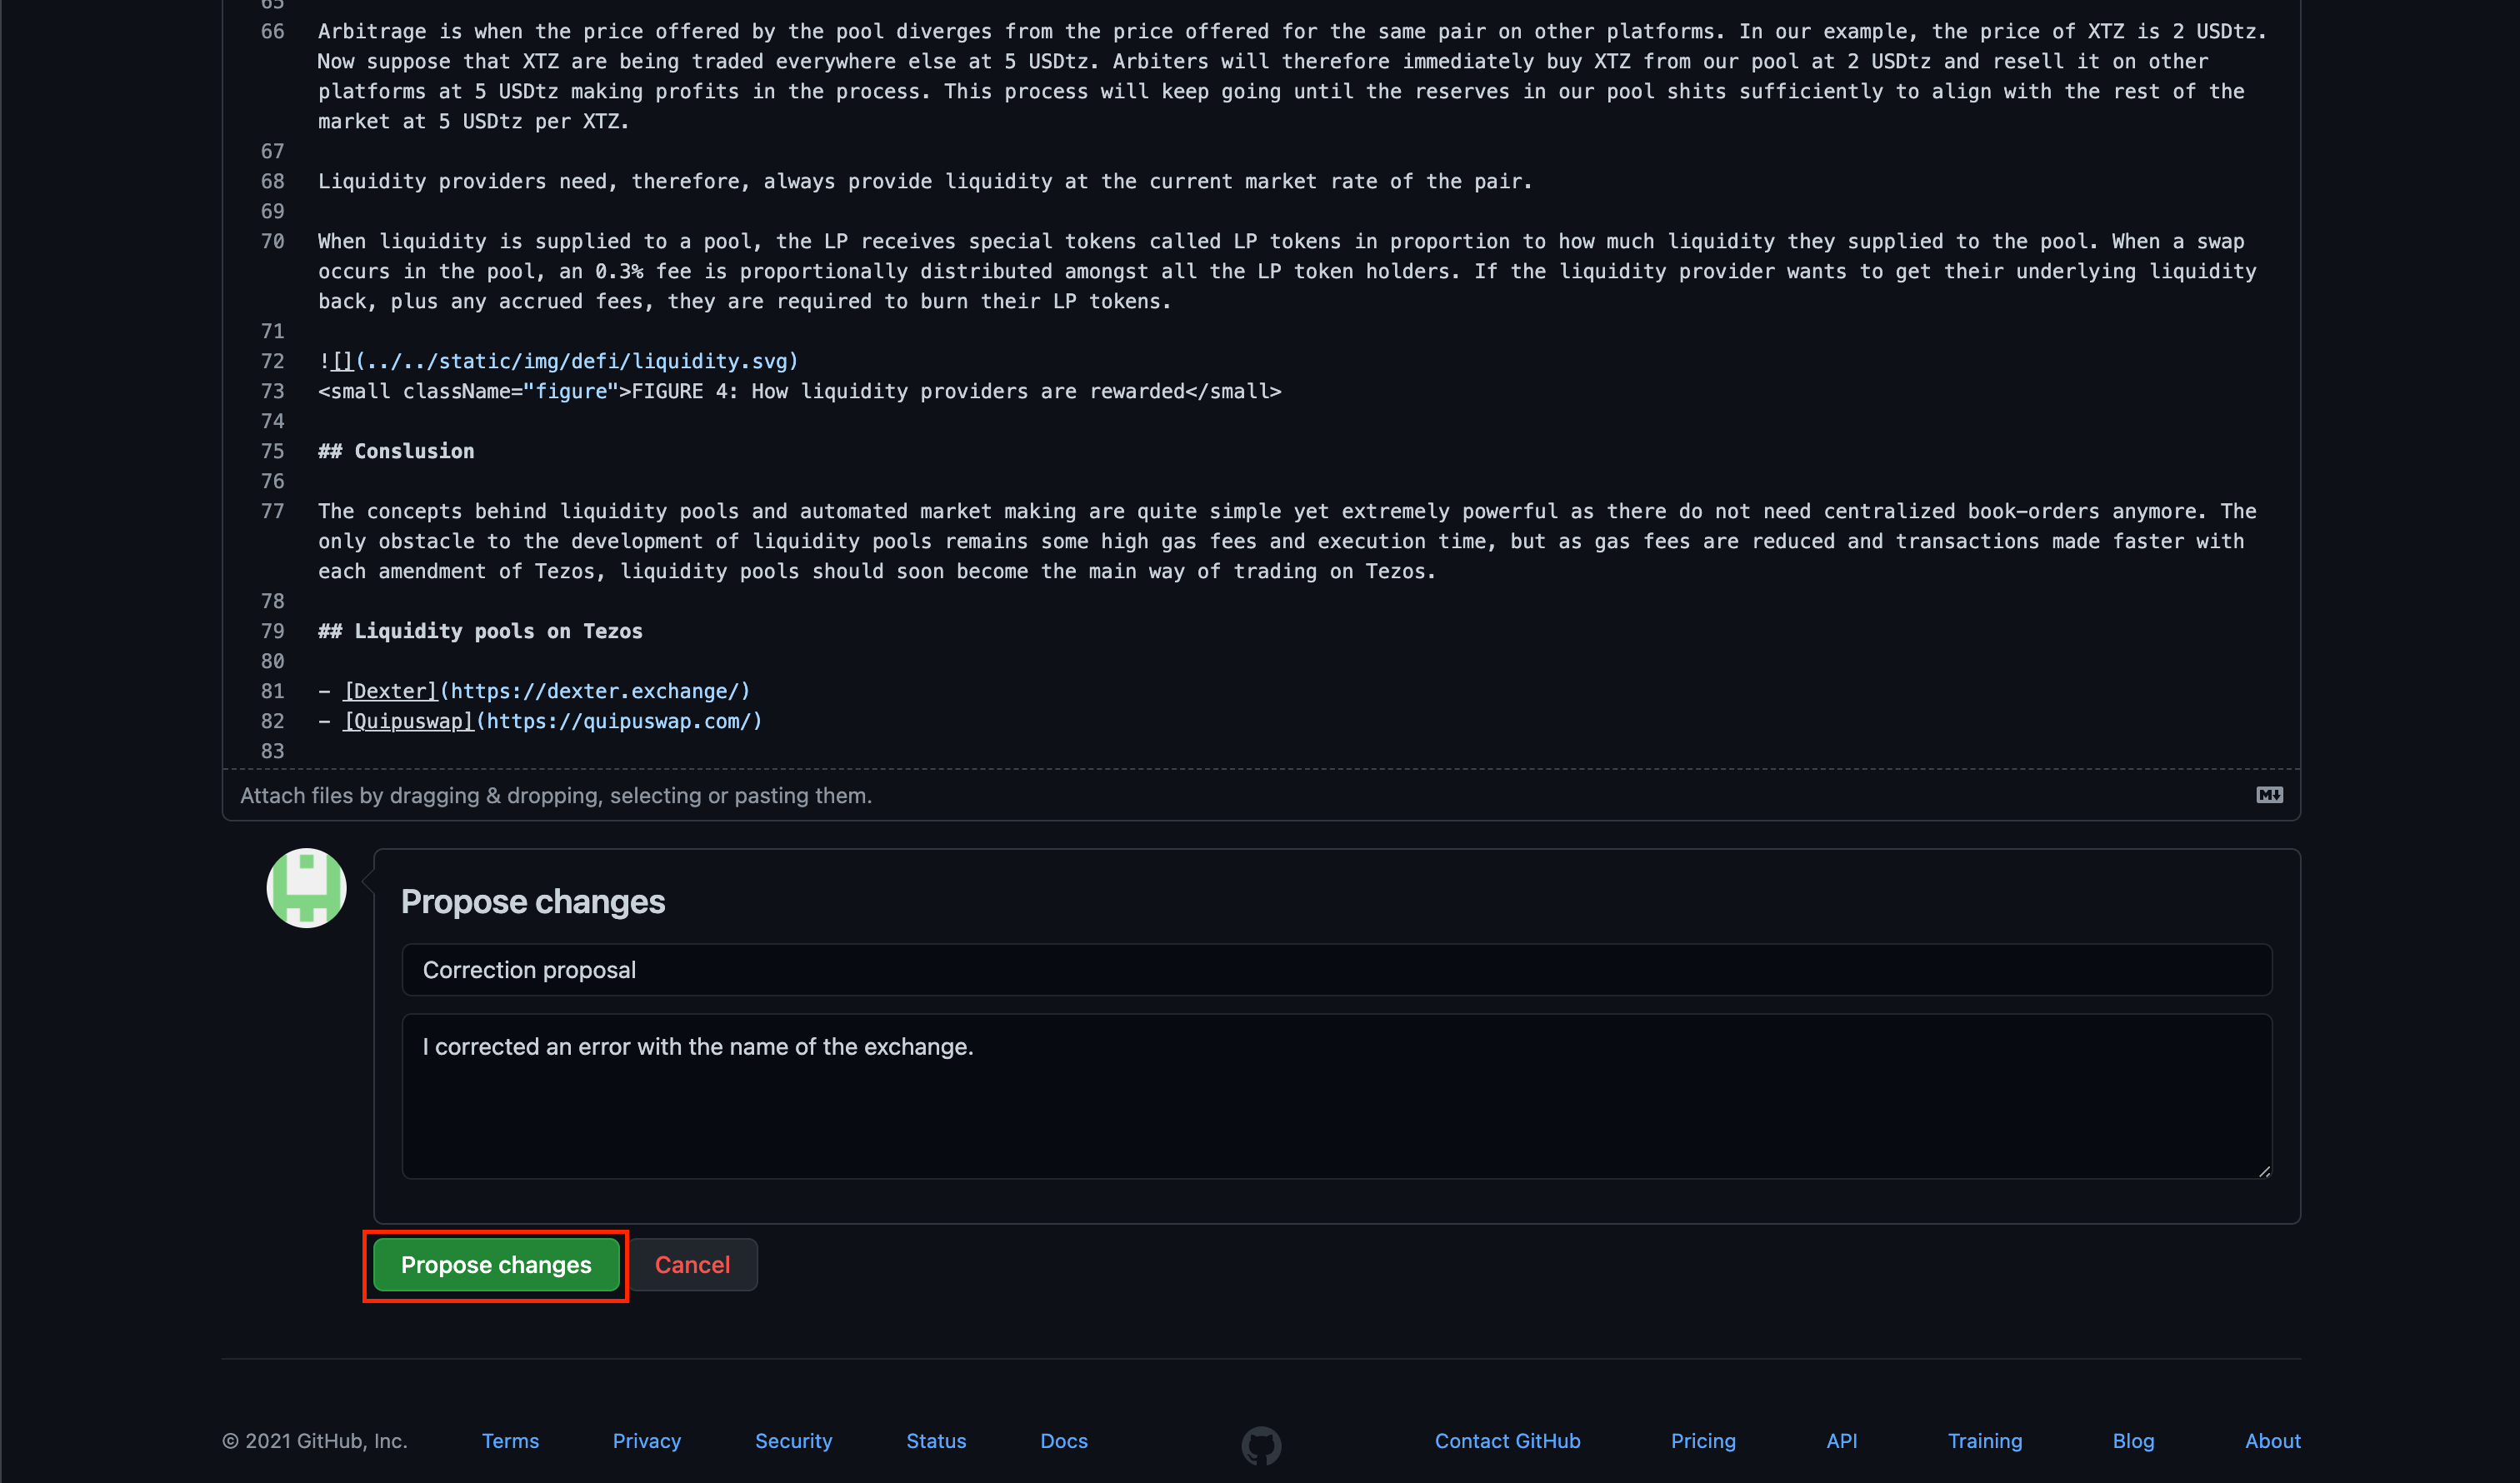 65
66 Arbitrage is when the price offered by the pool diverges from the price offered for the same pair on other platforms. In our example, the price of XTZ is 2 USDtz.
Now suppose that XTZ are being traded everywhere else at 5 USDtz. Arbiters will therefore immediately buy XTZ from our pool at 2 USDtz and resell it on other
platforms at 5 USDtz making profits in the process. This process will keep going until the reserves in our pool shits sufficiently to align with the rest of the
market at 5 USDtz per XTZ.
67
68 Liquidity providers need, therefore, always provide liquidity at the current market rate of the pair.
69
70 When liquidity is supplied to a pool, the LP receives special tokens called LP tokens in proportion to how much liquidity they supplied to the pool. When a swap
occurs in the pool, an 0.3% fee is proportionally distributed amongst all the LP token holders. If the liquidity provider wants to get their underlying liquidity
back, plus any accrued fees, they are required to burn their LP tokens.
71
72 ![](../../static/img/defi/liquidity.svg)
73 <small className="figure">FIGURE 4: How liquidity providers are rewarded</small>
74
75 ## Conslusion
76
77 The concepts behind liquidity pools and automated market making are quite simple yet extremely powerful as there do not need centralized book-orders anymore. The
only obstacle to the development of liquidity pools remains some high gas fees and execution time, but as gas fees are reduced and transactions made faster with
each amendment of Tezos, liquidity pools should soon become the main way of trading on Tezos.
78
79 ## Liquidity pools on Tezos
80
81 - [Dexter](https://dexter.exchange/)
82 - [Quipuswap](https://quipuswap.com/)
83
Attach files by dragging & dropping, selecting or pasting them.
Propose changes
Correction proposal
I corrected an error with the name of the exchange.
Propose changes Cancel
© 2021 GitHub, Inc. Terms Privacy Security Status Docs Contact GitHub Pricing API Training Blog About